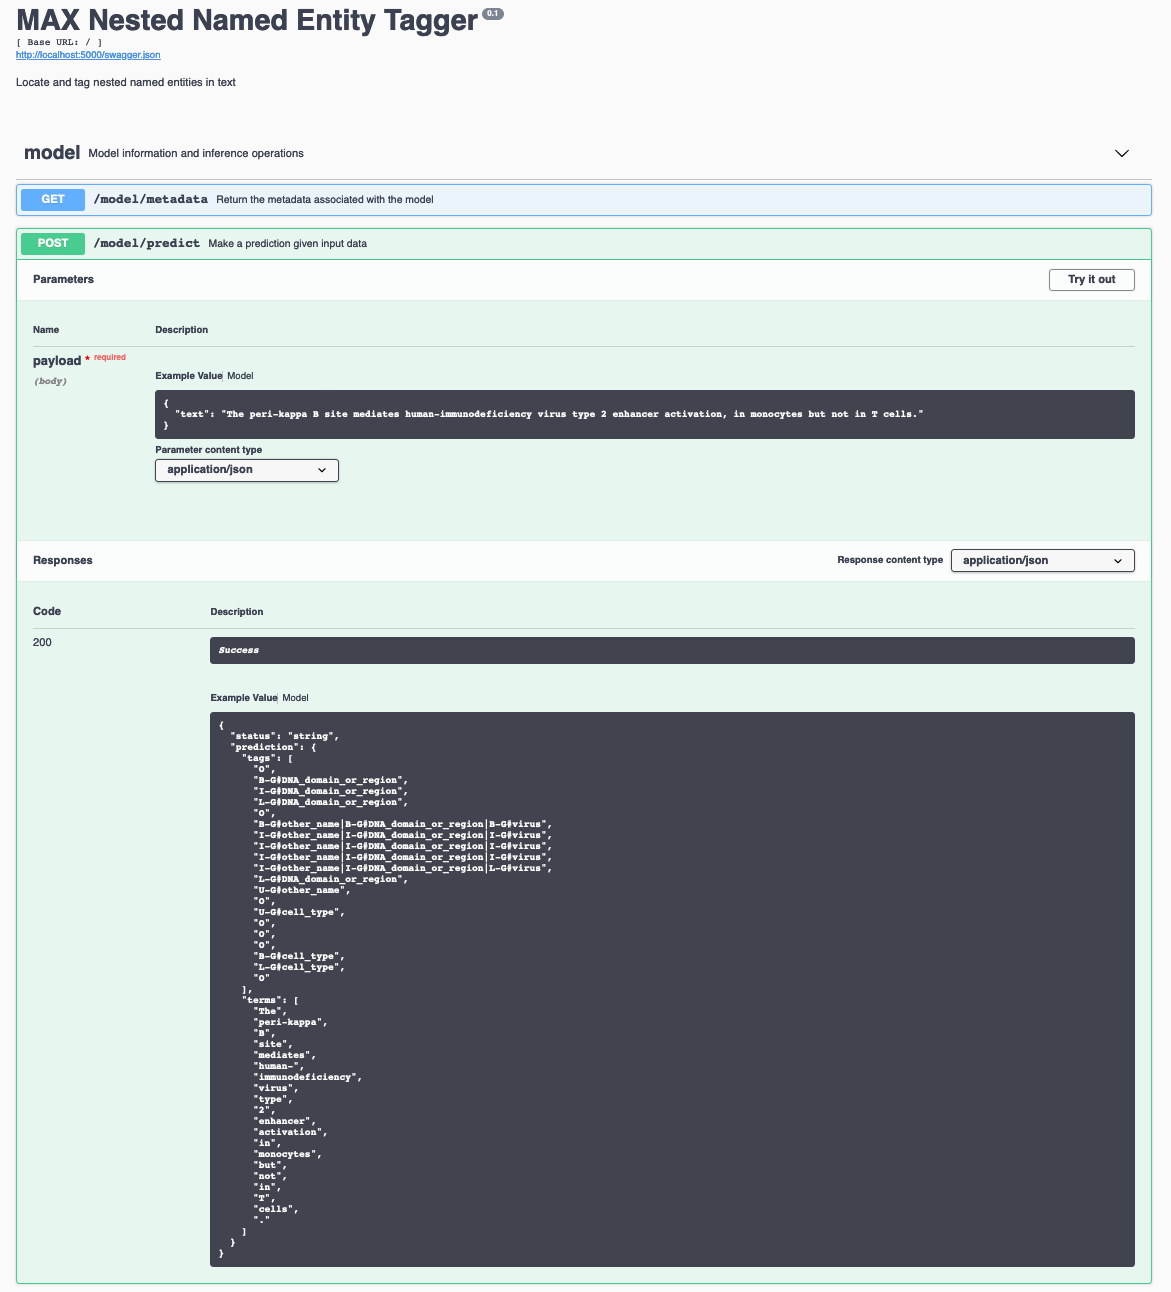 MAX Nested Named Entity Tagger 0.1
[ Base URL: / ]
http://localhost:5000/swagger.json
Locate and tag nested named entities in text
model Model information and inference operations
GET /model/metadata Return the metadata associated with the model
POST /model/predict Make a prediction given input data
Parameters Try it out
Name Description
payload * required
(body)
Example Value Model
{
"text": "The peri-kappa B site mediates human-immunodeficiency virus type 2 enhancer activation, in monocytes but not in T cells."
}
Parameter content type
application/json
Responses Response content type application/json
Code Description
200
Success
Example Value Model
{
"status": "string",
"prediction": {
"tags": [
"O",
"B-G#DNA_domain_or_region",
"I-G#DNA_domain_or_region",
"L-G#DNA_domain_or_region",
"O",
"B-G#other_name|B-G#DNA_domain_or_region|B-G#virus",
"I-G#other_name|I-G#DNA_domain_or_region|I-G#virus",
"I-G#other_name|I-G#DNA_domain_or_region|I-G#virus",
"I-G#other_name|I-G#DNA_domain_or_region|I-G#virus",
"I-G#other_name|I-G#DNA_domain_or_region|L-G#virus",
"L-G#DNA_domain_or_region",
"U-G#other_name",
"O",
"U-G#cell_type",
"O",
"O",
"O",
"B-G#cell_type",
"L-G#cell_type",
"O"
],
"terms": [
"The",
"peri-kappa",
"B",
"site",
"mediates",
"human-",
"immunodeficiency",
"virus",
"type",
"2",
"enhancer",
"activation",
"in",
"monocytes",
"but",
"not",
"in",
"T",
"cells",
"."
]
}
}